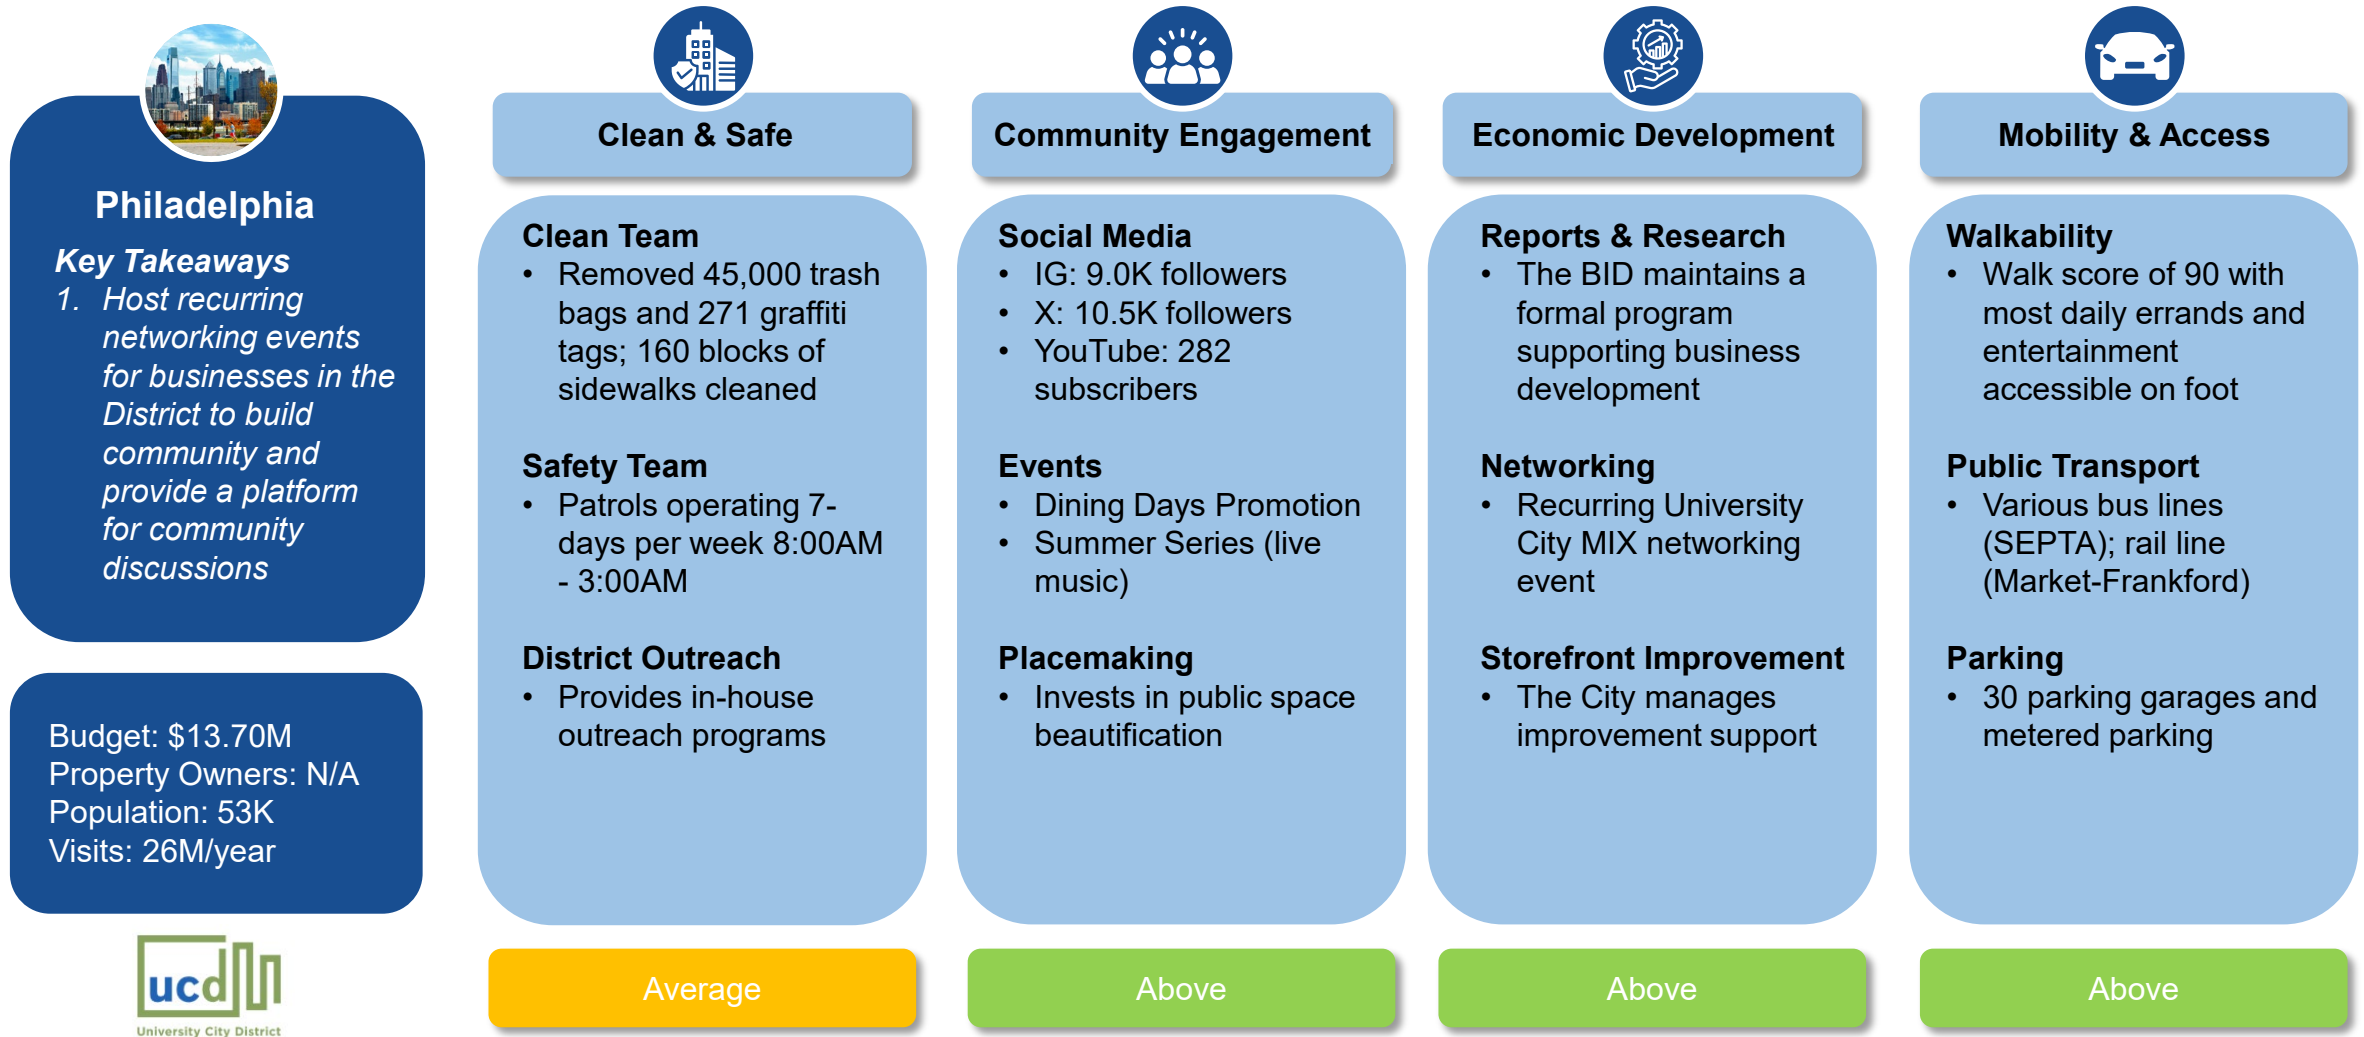 Philadelphia
Key Takeaways
1. Host recurring
networking events
for businesses in the
District to build
community and
provide a platform
for community
discussions
Budget: $13.70M
Property Owners: N/A
Population: 53K
Visits: 26M/year
ucd
University City District
Clean & Safe
Clean Team
• Removed 45,000 trash
bags and 271 graffiti
tags; 160 blocks of
sidewalks cleaned
Safety Team
• Patrols operating 7-
days per week 8:00AM
- 3:00AM
District Outreach
• Provides in-house
outreach programs
Average
Community Engagement
Social Media
• IG: 9.0K followers
• X: 10.5K followers
• YouTube: 282
subscribers
Events
• Dining Days Promotion
• Summer Series (live
music)
Placemaking
• Invests in public space
beautification
Above
Economic Development
Reports & Research
• The BID maintains a
formal program
supporting business
development
Networking
• Recurring University
City MIX networking
event
Storefront Improvement
• The City manages
improvement support
Above
Mobility & Access
Walkability
• Walk score of 90 with
most daily errands and
entertainment
accessible on foot
Public Transport
• Various bus lines
(SEPTA); rail line
(Market-Frankford)
Parking
• 30 parking garages and
metered parking
Above